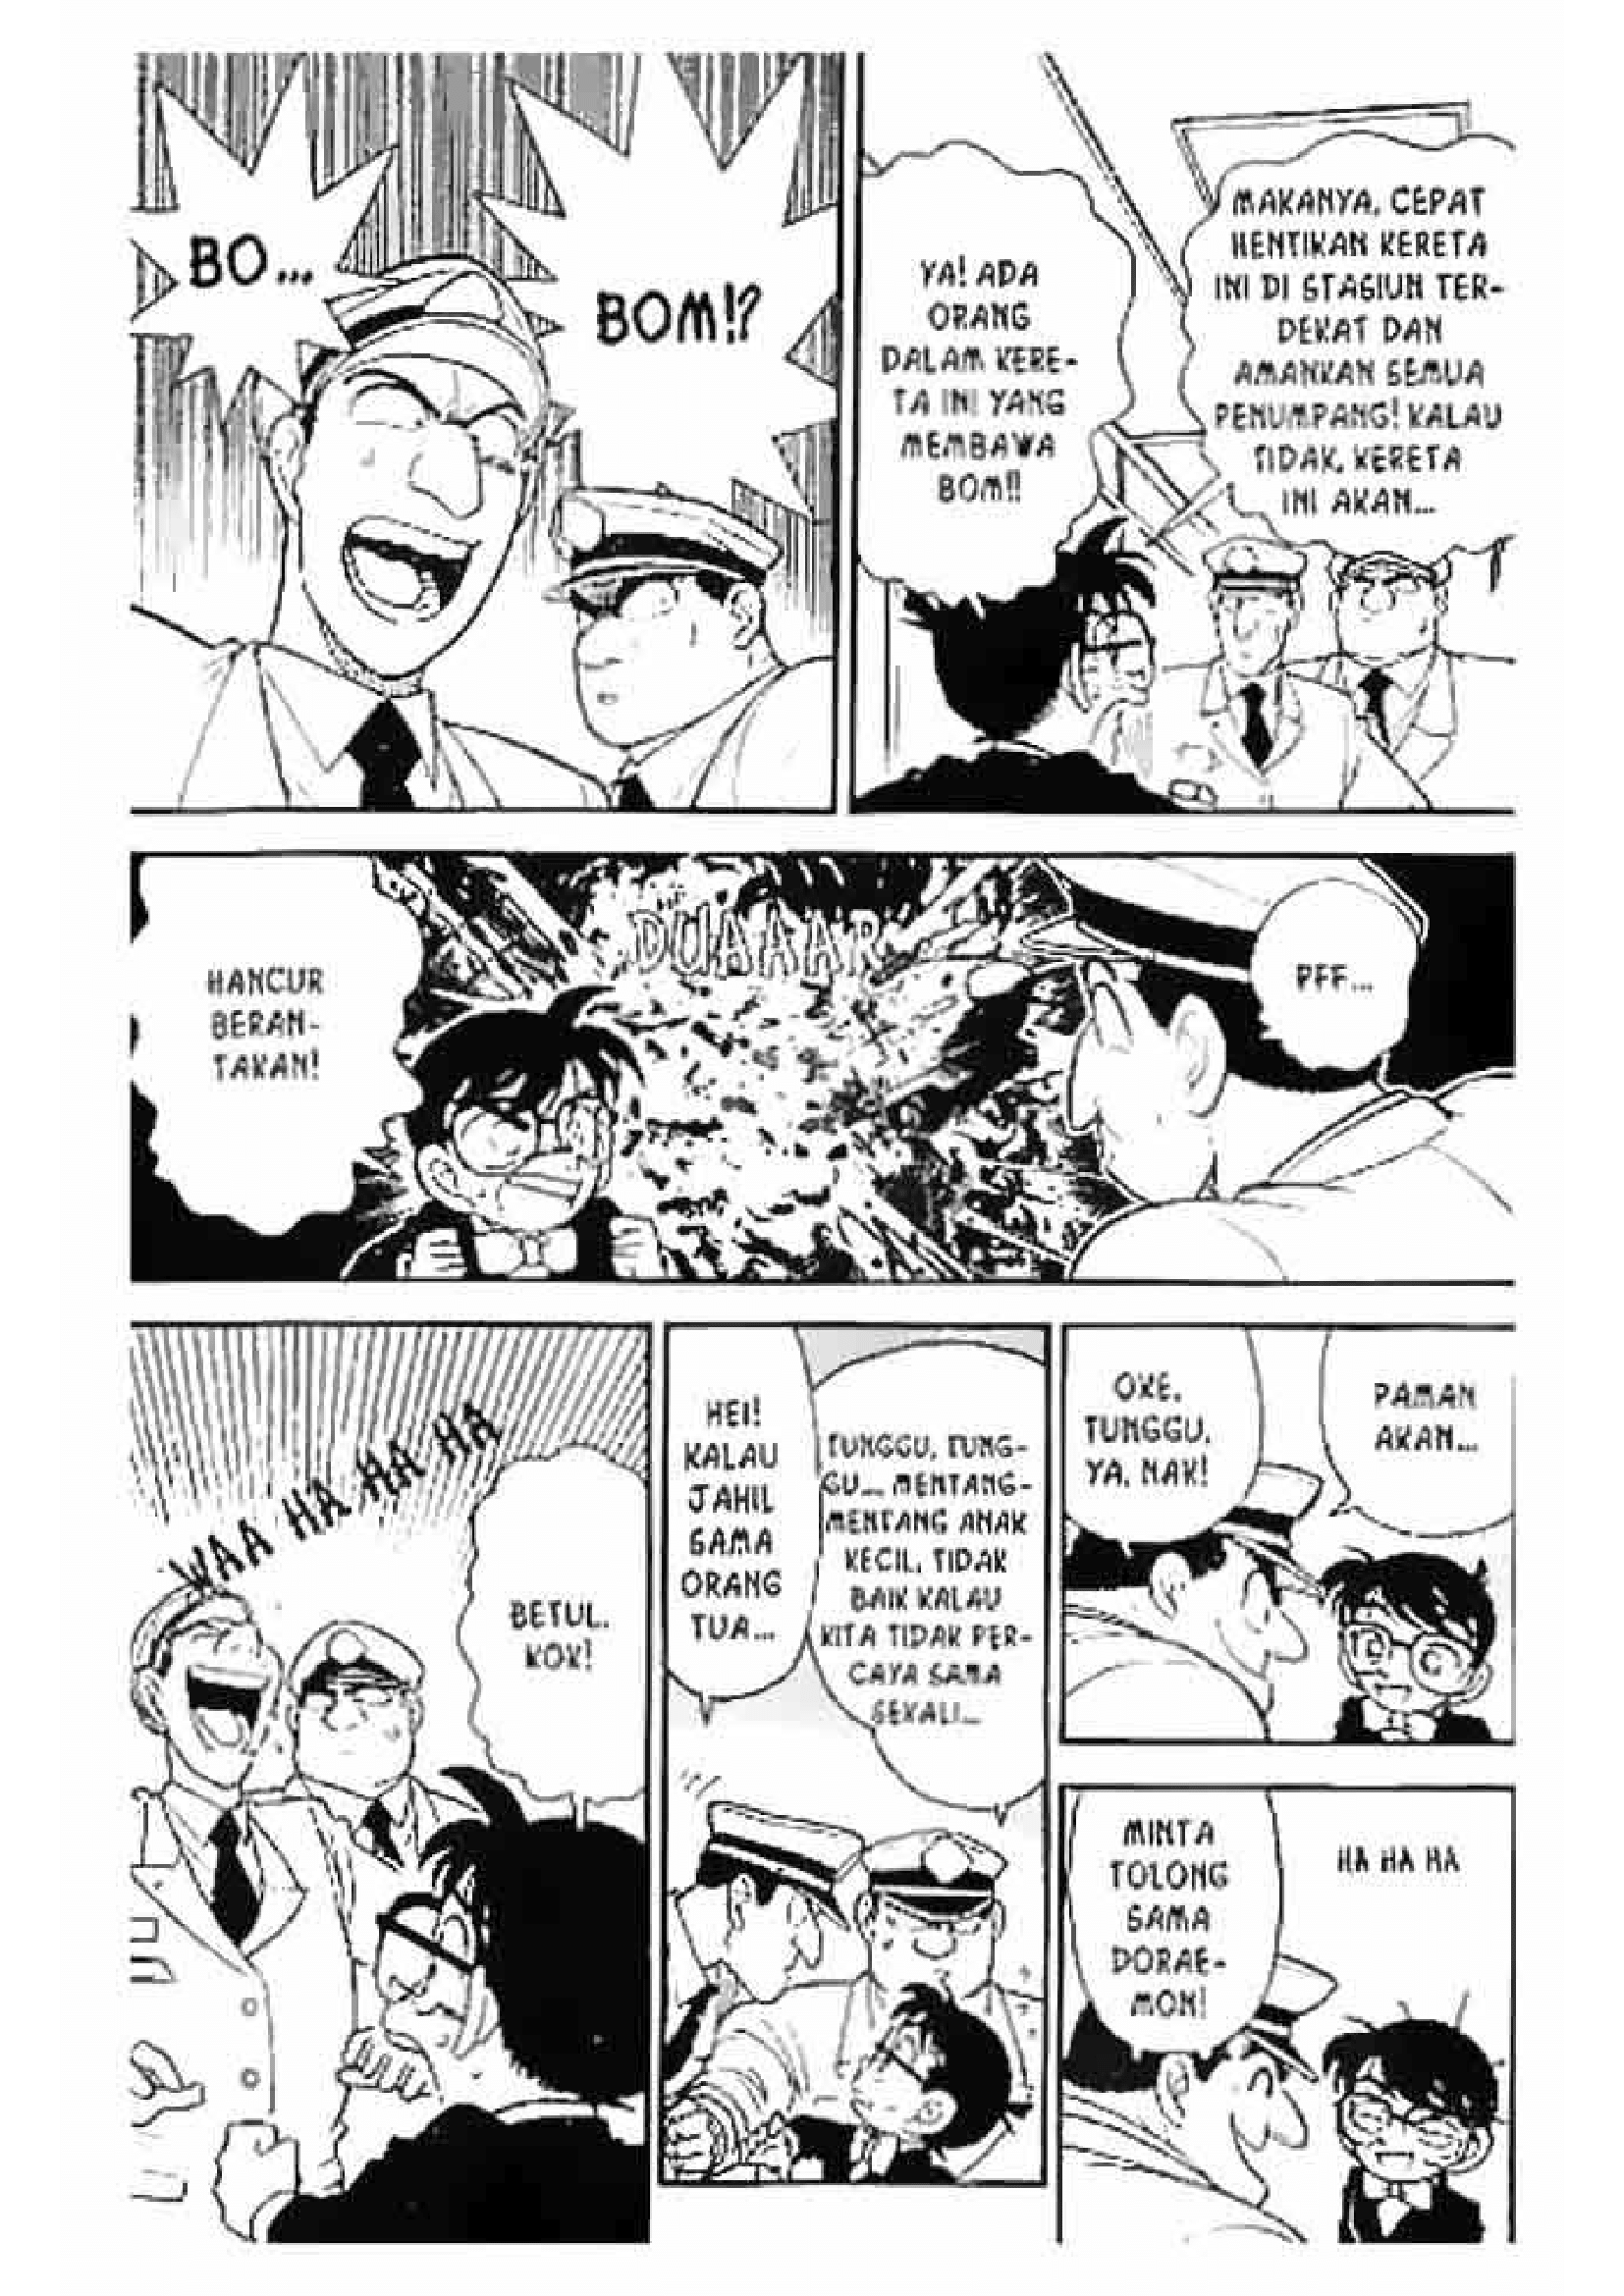 BO...
BOM!?
YA! ADA
ORANG
DALAM KERE-
TA INI YANG
MEMBAWA
BOM!!
MAKANYA, CEPAT
HENTIKAN KERETA
INI DI STASIUN TER-
DEKAT DAN
AMANKAN SEMUA
PENUMPANG! KALAU
TIDAK, KERETA
INI AKAN...
HANCUR
BERAN-
TAKAN!
DUAAAAR
PFF...
WAA HA HA HA HA
BETUL,
KOK!
HEI!
KALAU
JAHIL
SAMA
ORANG
TUA...
TUNGGU, TUNG-
GU... MENTANG-
MENTANG ANAK
KECIL, TIDAK
BAIK KALAU
KITA TIDAK PER-
CAYA SAMA
SEKALI...
OKE,
TUNGGU,
YA, NAK!
PAMAN
AKAN...
MINTA
TOLONG
SAMA
DORAE-
MON!
HA HA HA